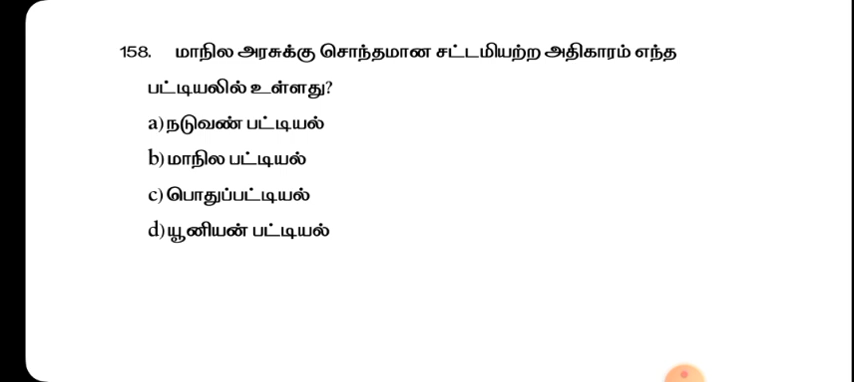 158. மாநில அரசுக்கு சொந்தமான சட்டமியற்ற அதிகாரம் எந்த
பட்டியலில் உள்ளது?
a) நடுவண் பட்டியல்
b) மாநில பட்டியல்
c) பொதுப்பட்டியல்
d) யூனியன் பட்டியல்